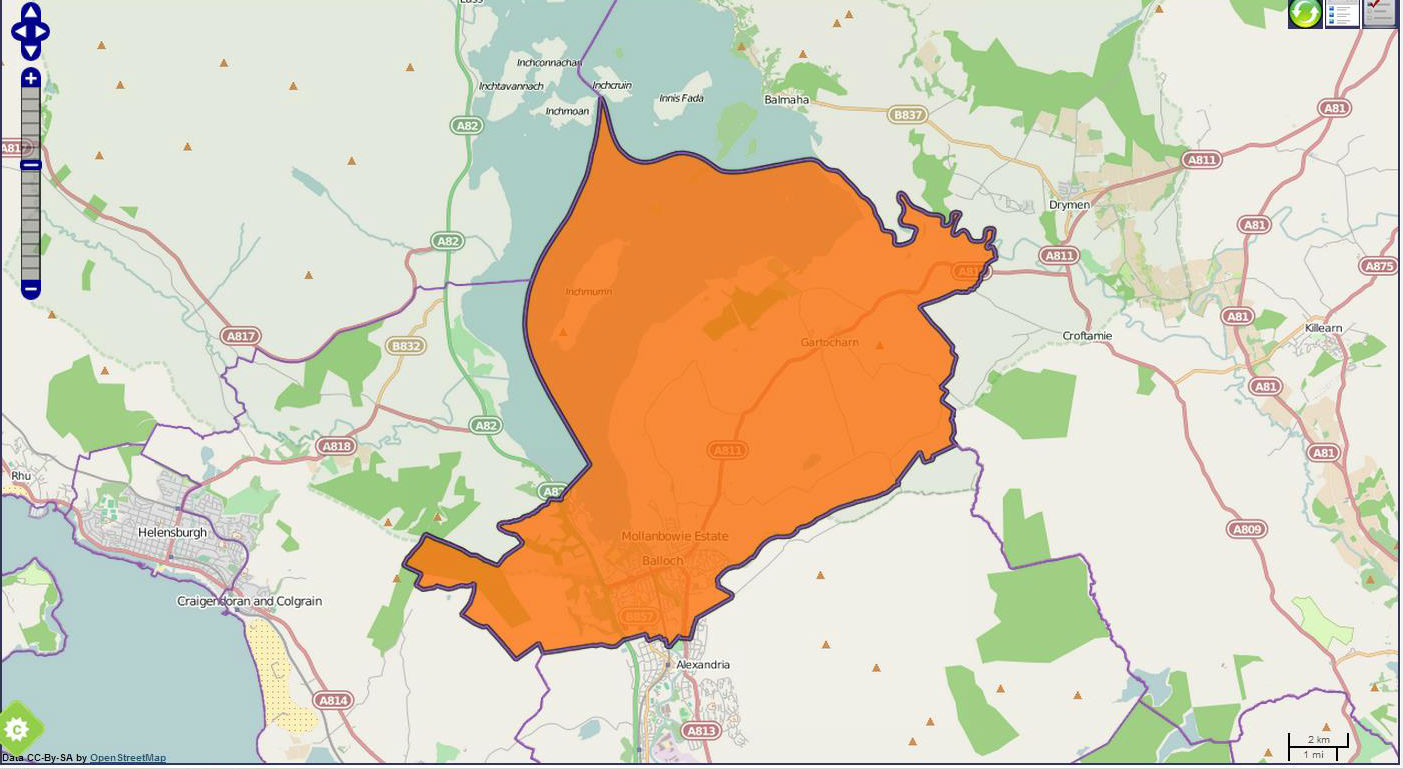 Luss
Inchconnachan
Inchtavannach
Inchcruin
Inchmoan
Innis Fada
Balmaha
A82
B837
A81
A817
A811
Drymen
A81
A82
A811
A875
A81
Inchmurrin
A81
Killearn
A817
B832
Gartocharn
Croftamie
A81
A82
A818
A811
A81
Rhu
A82
Helensburgh
A809
Mollanbowie Estate
Balloch
Craigendoran and Colgrain
B857
Alexandria
A814
A813
2 km
1 mi
Data CC-By-SA by OpenStreetMap